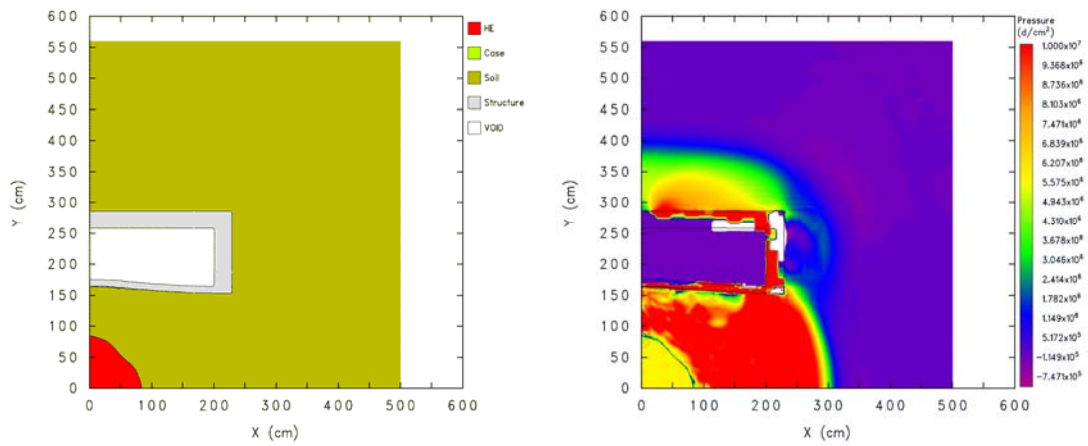 600
550
500
450
400
350
300
250
200
150
100
50
0
Y (cm)
0 100 200 300 400 500 600
X (cm)
HE
Case
Soil
Structure
VOID
600
550
500
450
400
350
300
250
200
150
100
50
0
Y (cm)
0 100 200 300 400 500 600
X (cm)
Pressure
(d/cm²)
1.000x10⁷
9.368x10⁶
8.736x10⁶
8.103x10⁶
7.471x10⁶
6.839x10⁶
6.207x10⁶
5.575x10⁶
4.943x10⁶
4.310x10⁶
3.678x10⁶
3.046x10⁶
2.414x10⁶
1.782x10⁶
1.149x10⁵
-7.471x10⁵